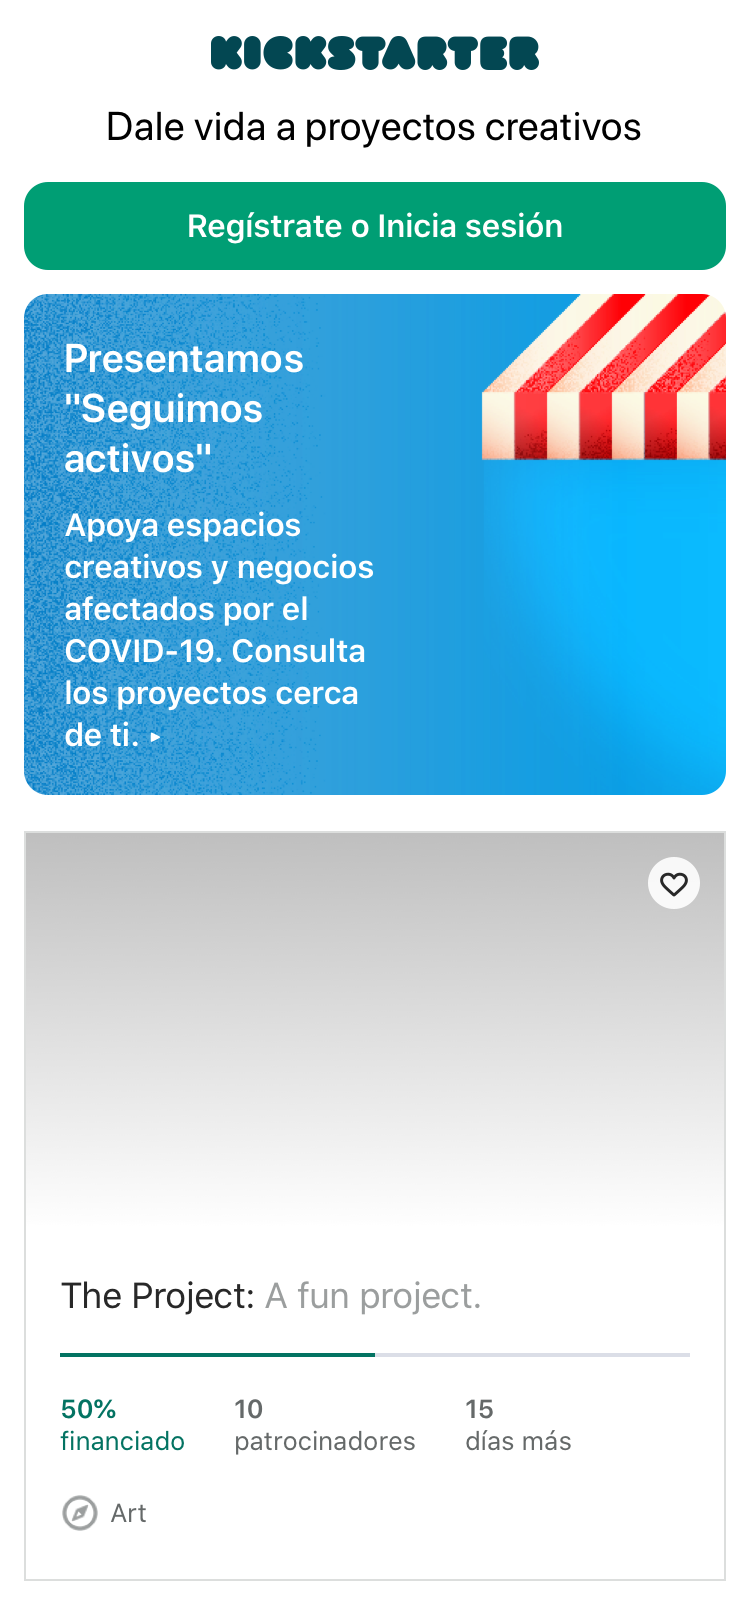 KICKSTARTER
Dale vida a proyectos creativos
Regístrate o Inicia sesión
Presentamos
"Seguimos
activos"
Apoya espacios
creativos y negocios
afectados por el
COVID-19. Consulta
los proyectos cerca
de ti. ▸
The Project: A fun project.
50% 10 15
financiado patrocinadores días más
Art